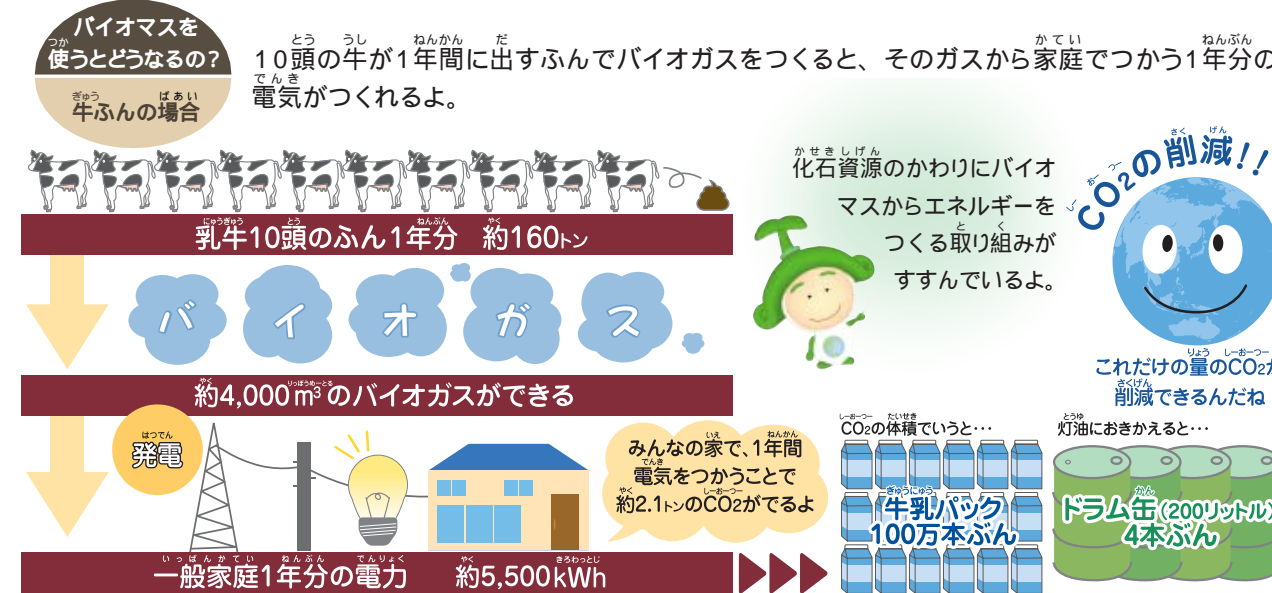 バイオマスを
使うとどうなるの?
牛ふんの場合
10頭の牛が1年間に出すふんでバイオガスをつくると、そのガスから家庭でつかう1年分の
電気がつくれるよ。
乳牛10頭のふん1年分 約160トン
バイオガス
約4,000m³のバイオガスができる
発電
みんなの家で、1年間
電気をつかうことで
約2.1トンのCO2がでるよ
一般家庭1年分の電力 約5,500kWh
化石資源のかわりにバイオ
マスからエネルギーを
つくる取り組みが
すすんでいるよ。
CO2の削減!!
これだけの量のCO2が
削減できるんだね
CO2の体積でいうと…
牛乳パック
100万本ぶん
灯油におきかえると…
ドラム缶(200リットル)
4本ぶん